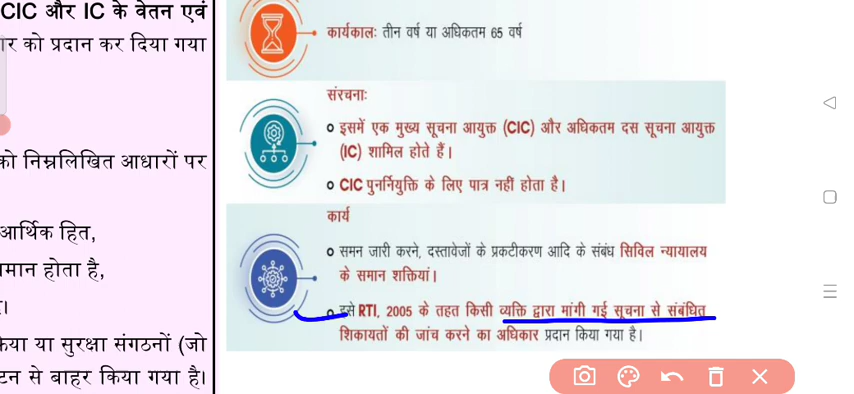 CIC और IC के वेतन एवं
ार को प्रदान कर दिया गया
को निम्नलिखित आधारों पर
आर्थिक हित,
मान होता है,
केया या सुरक्षा संगठनों (जो
टन से बाहर किया गया है।
कार्यकालः तीन वर्ष या अधिकतम 65 वर्ष
संरचनाः
इसमें एक मुख्य सूचना आयुक्त (CIC) और अधिकतम दस सूचना आयुक्त
(IC) शामिल होते हैं।
CIC पुनर्नियुक्ति के लिए पात्र नहीं होता है।
कार्य
समन जारी करने, दस्तावेजों के प्रकटीकरण आदि के संबंध सिविल न्यायालय
के समान शक्तियां।
इसे RTI, 2005 के तहत किसी व्यक्ति द्वारा मांगी गई सूचना से संबंधित
शिकायतों की जांच करने का अधिकार प्रदान किया गया है।